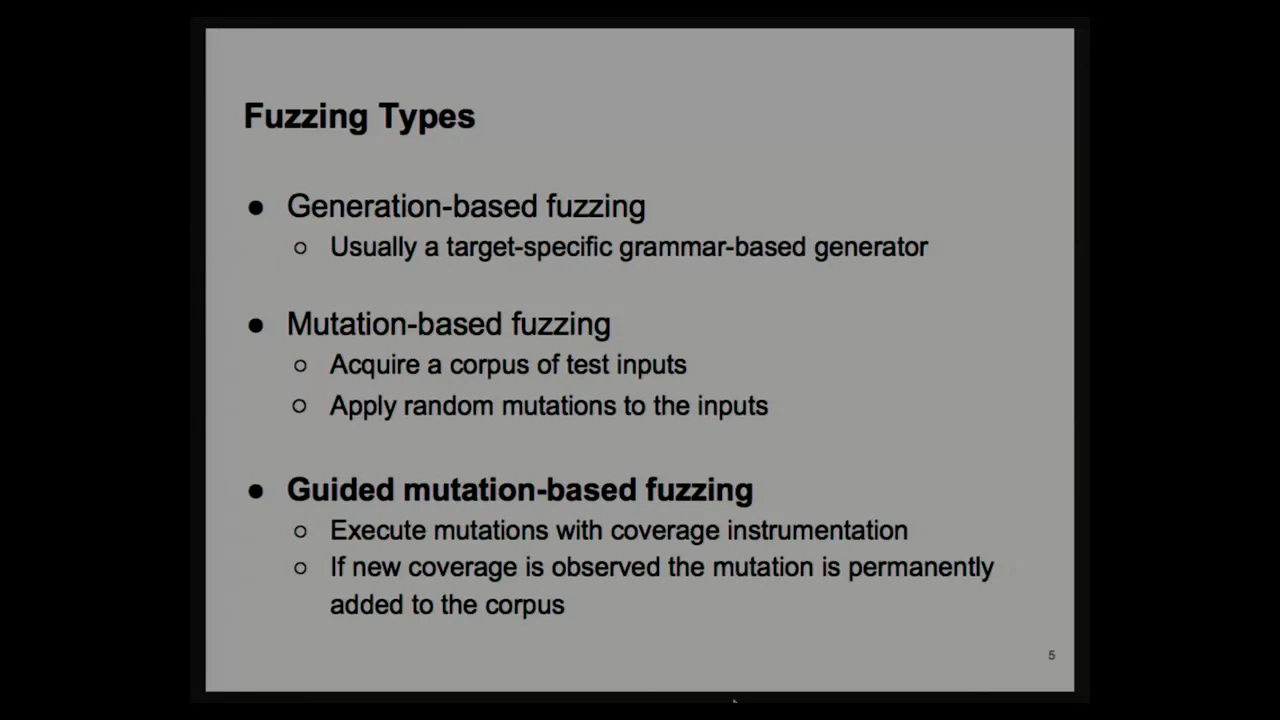 Fuzzing Types
● Generation-based fuzzing
○ Usually a target-specific grammar-based generator
● Mutation-based fuzzing
○ Acquire a corpus of test inputs
○ Apply random mutations to the inputs
● Guided mutation-based fuzzing
○ Execute mutations with coverage instrumentation
○ If new coverage is observed the mutation is permanently
added to the corpus
5